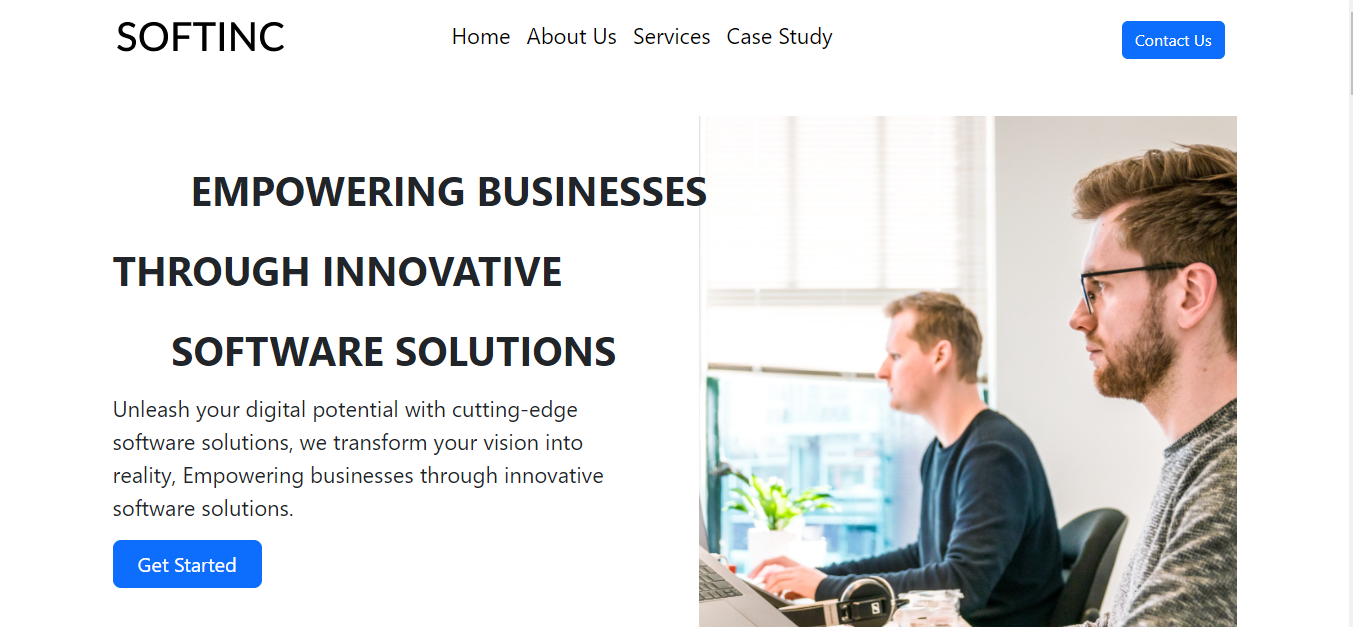 SOFTINC
Home About Us Services Case Study
Contact Us
EMPOWERING BUSINESSES
THROUGH INNOVATIVE
SOFTWARE SOLUTIONS
Unleash your digital potential with cutting-edge
software solutions, we transform your vision into
reality, Empowering businesses through innovative
software solutions.
Get Started